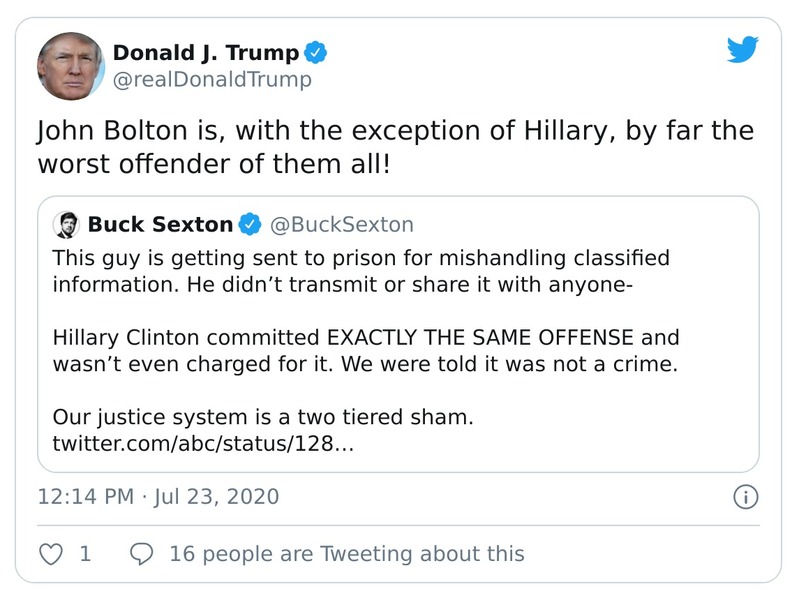 Donald J. Trump
@realDonaldTrump
John Bolton is, with the exception of Hillary, by far the
worst offender of them all!
Buck Sexton @BuckSexton
This guy is getting sent to prison for mishandling classified
information. He didn’t transmit or share it with anyone-
Hillary Clinton committed EXACTLY THE SAME OFFENSE and
wasn’t even charged for it. We were told it was not a crime.
Our justice system is a two tiered sham.
twitter.com/abc/status/128…
12:14 PM · Jul 23, 2020
1 16 people are Tweeting about this